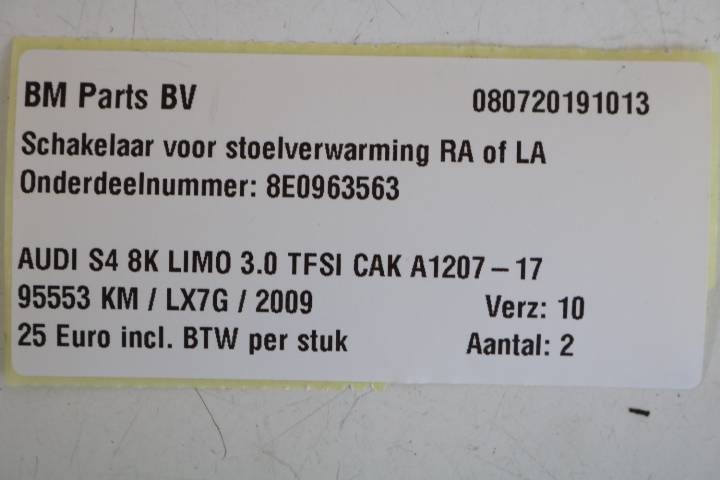 BM Parts BV 080720191013
Schakelaar voor stoelverwarming RA of LA
Onderdeelnummer: 8E0963563
AUDI S4 8K LIMO 3.0 TFSI CAK A1207 – 17
95553 KM / LX7G / 2009 Verz: 10
25 Euro incl. BTW per stuk Aantal: 2